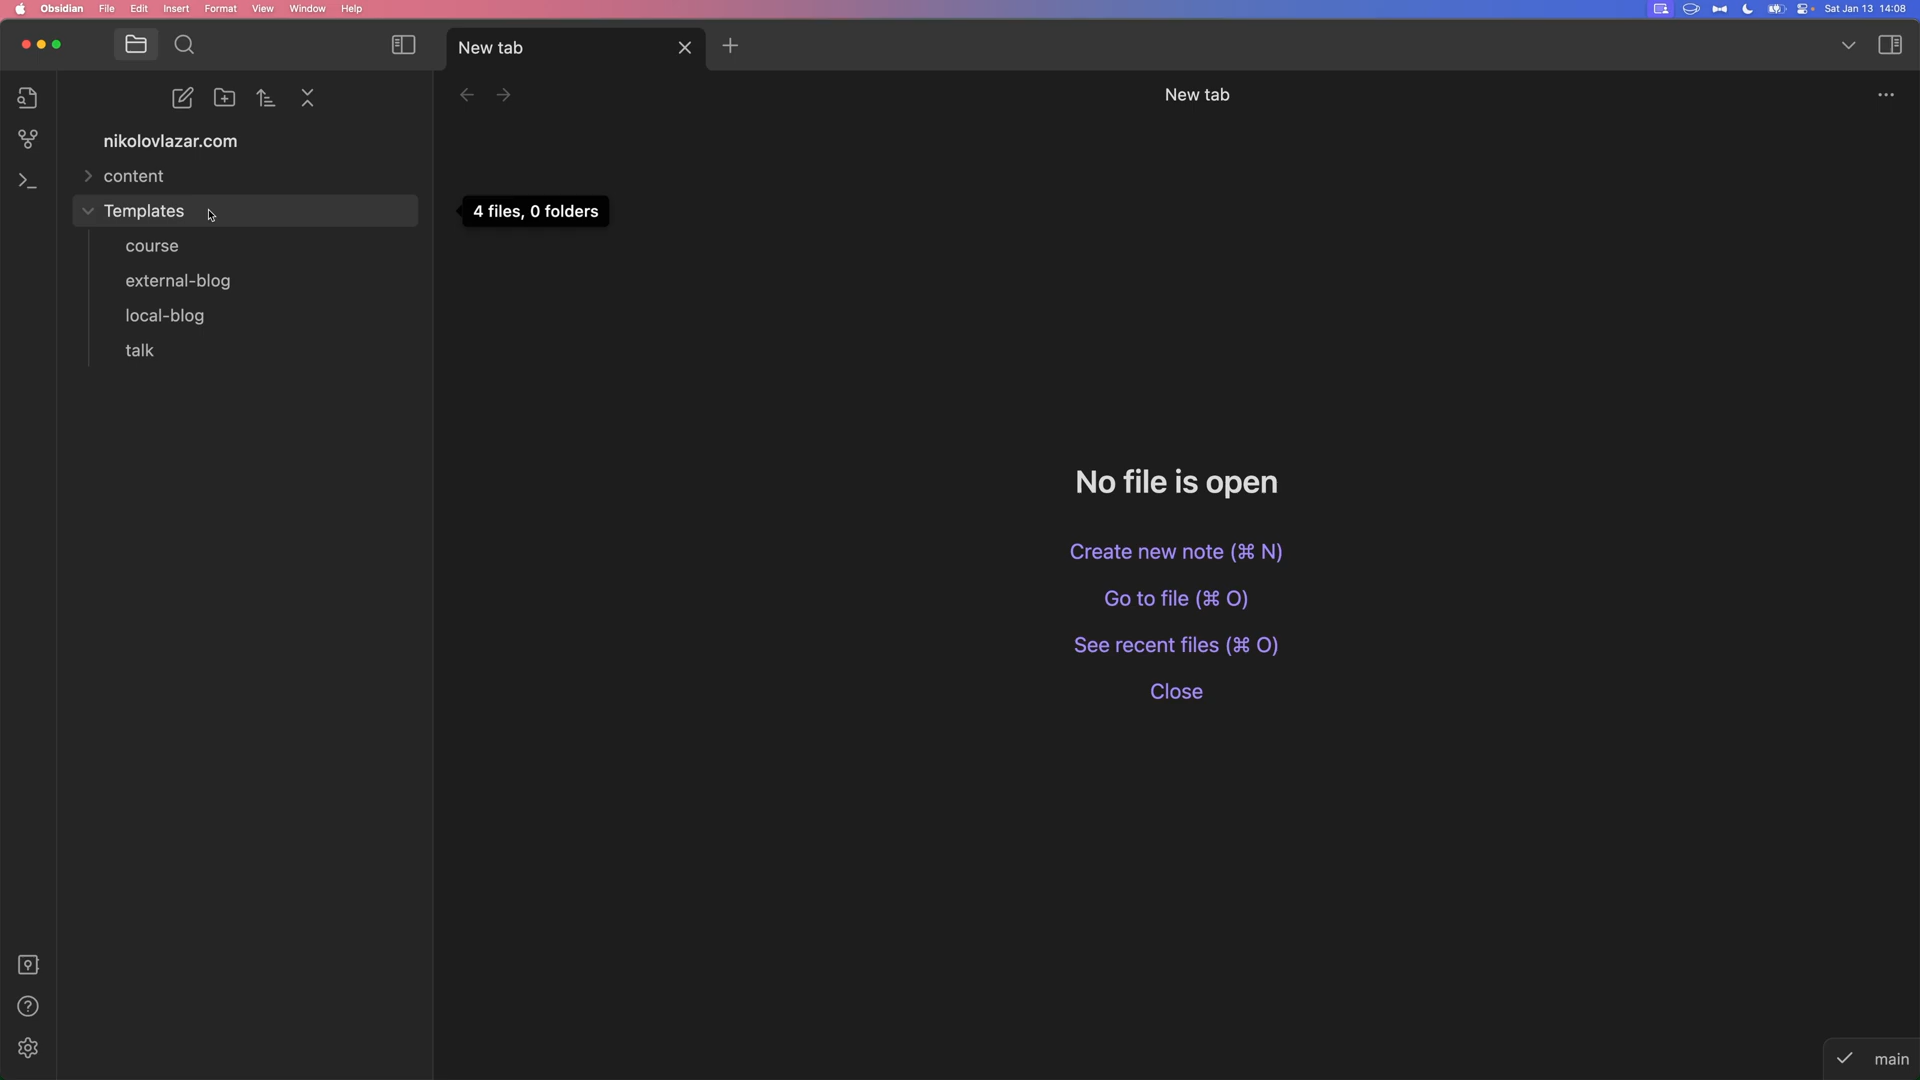 Obsidian File Edit Insert Format View Window Help Sat Jan 13 14:08
New tab
New tab
nikolovlazar.com
content
Templates
4 files, 0 folders
course
external-blog
local-blog
talk
No file is open
Create new note (⌘ N)
Go to file (⌘ O)
See recent files (⌘ O)
Close
main